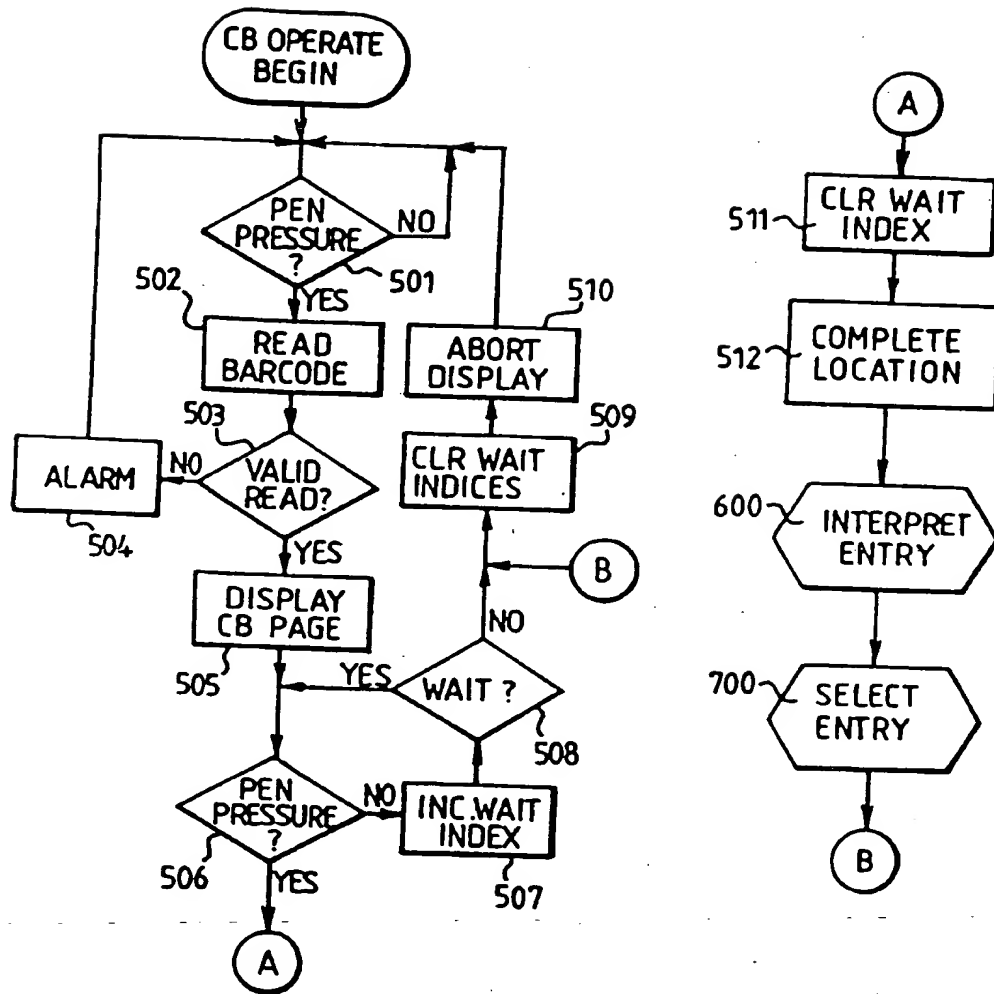 CB OPERATE
BEGIN
PEN
PRESSURE
?
NO
501
YES
502
READ
BARCODE
503
VALID
READ?
NO
ALARM
504
YES
DISPLAY
CB PAGE
505
PEN
PRESSURE
?
506
NO
YES
A
INC.WAIT
INDEX
507
WAIT ?
508
YES
NO
B
CLR WAIT
INDICES
509
ABORT
DISPLAY
510
A
CLR WAIT
INDEX
511
COMPLETE
LOCATION
512
INTERPRET
ENTRY
600
SELECT
ENTRY
700
B